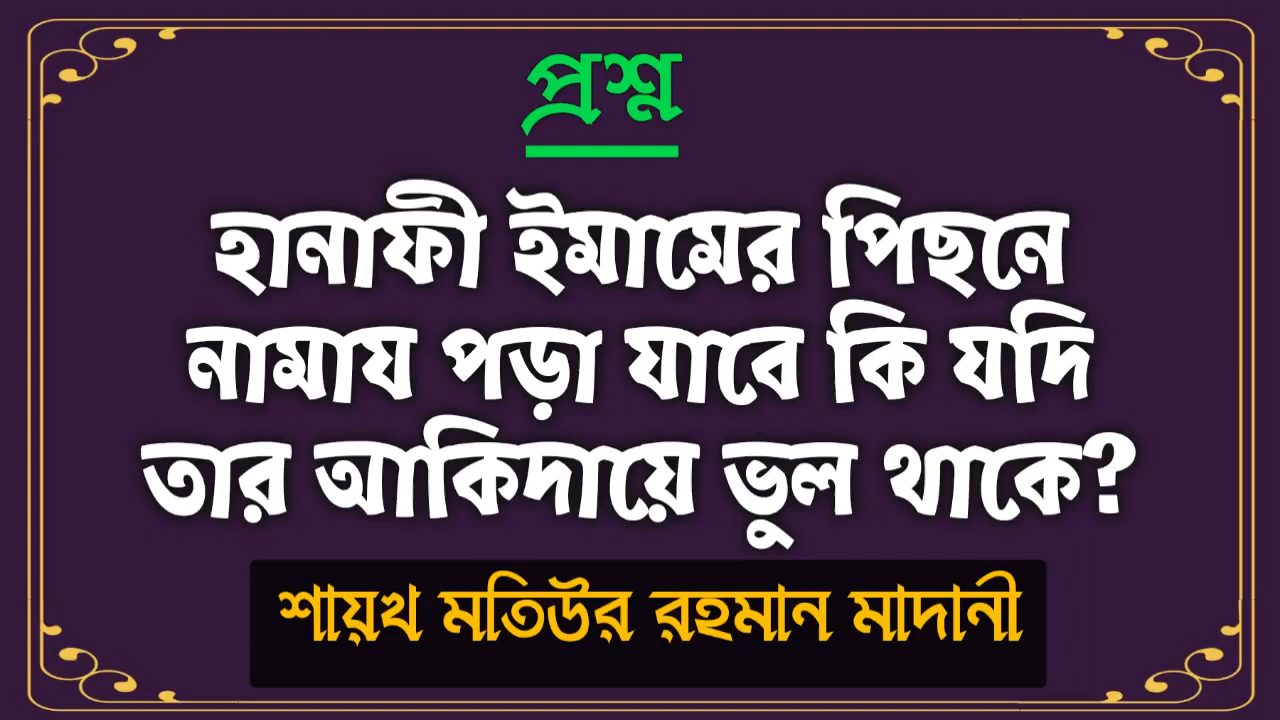 প্রশ্ন
হানাফী ইমামের পিছনে
নামায পড়া যাবে কি যদি
তার আকিদায়ে ভুল থাকে?
শায়খ মতিউর রহমান মাদানী